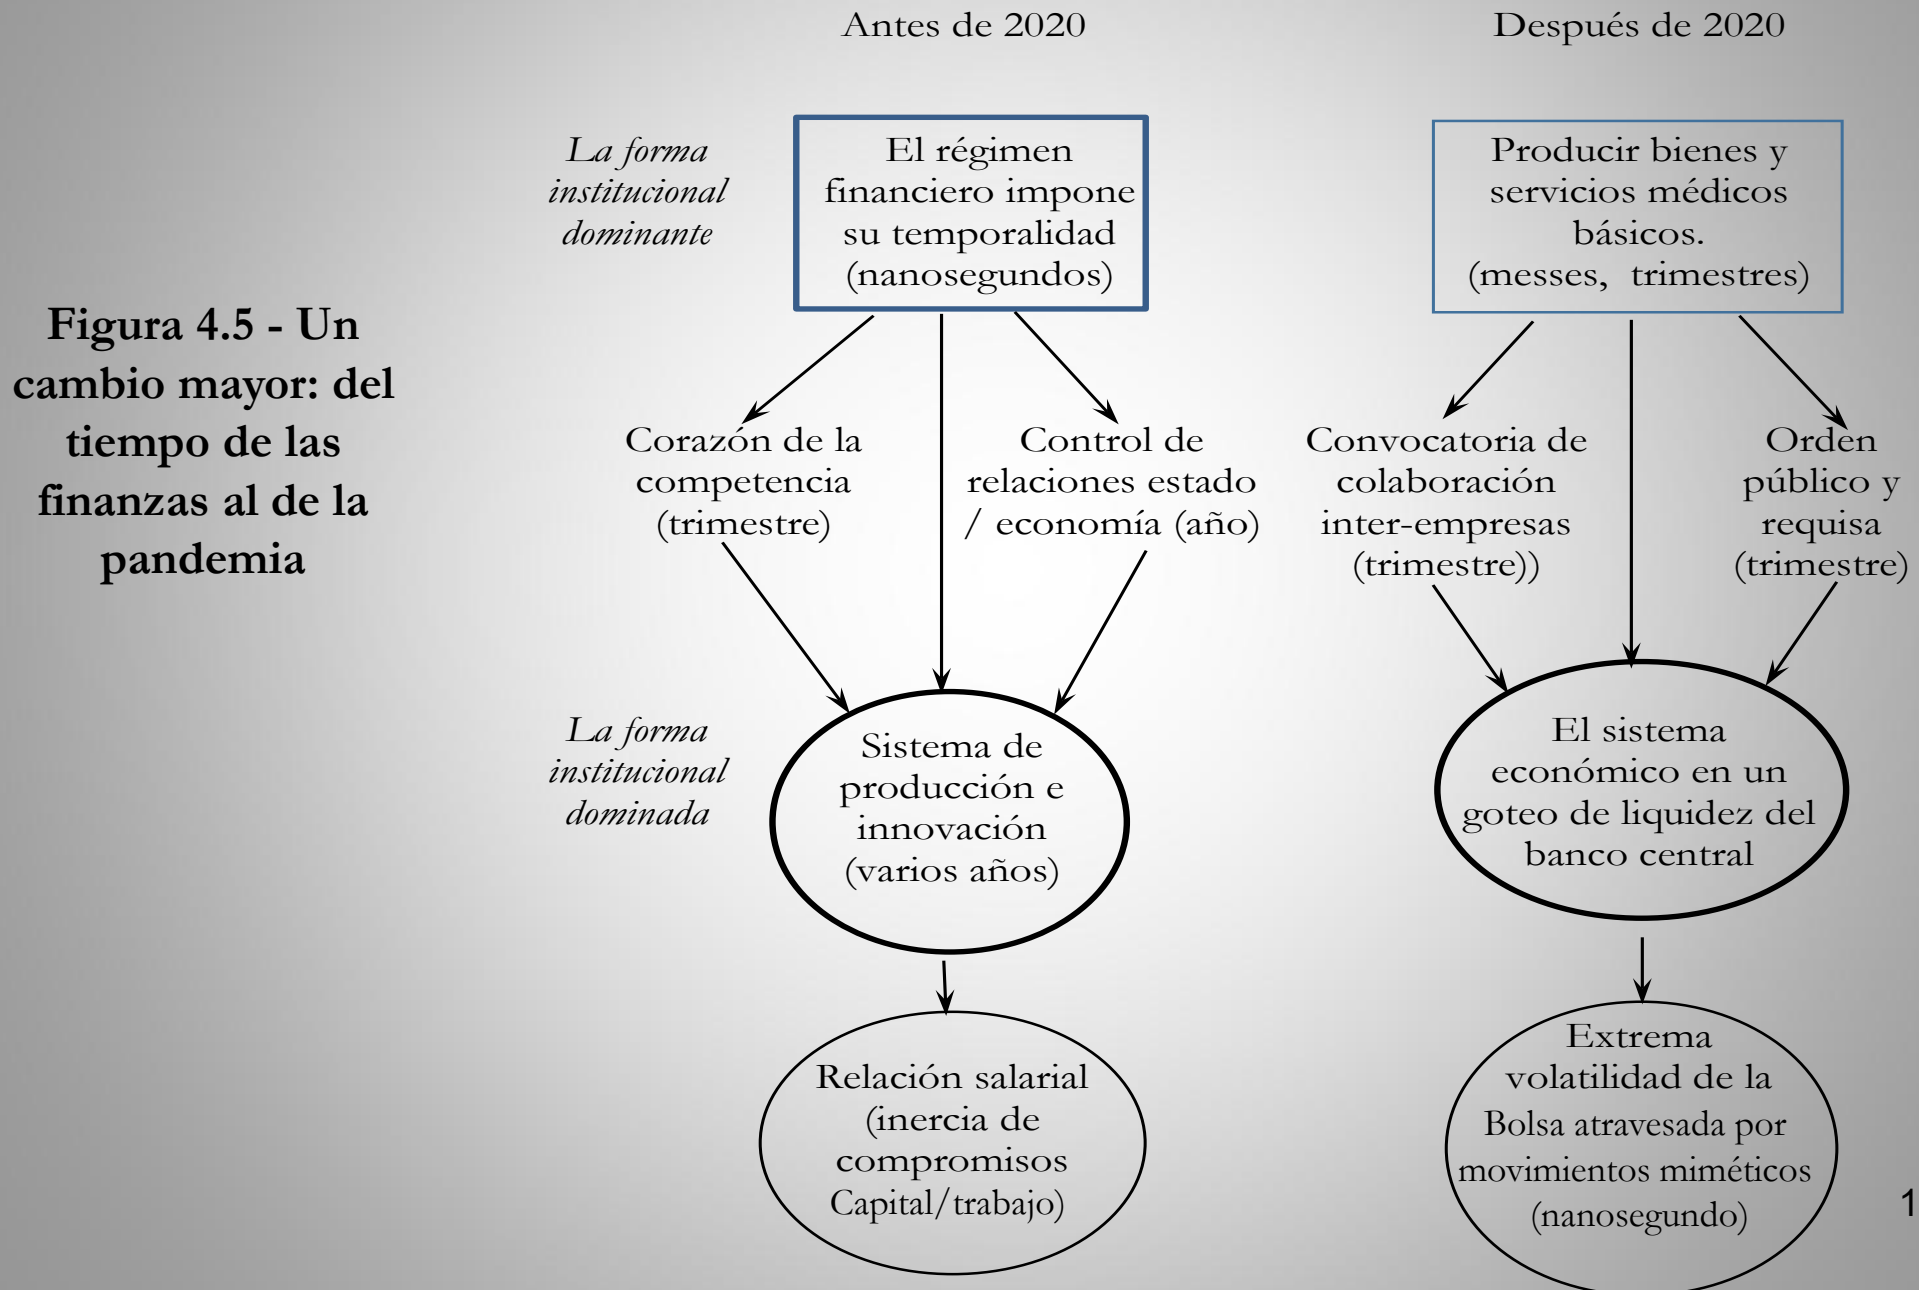 Antes de 2020
Después de 2020
La forma
institucional
dominante
El régimen
financiero impone
su temporalidad
(nanosegundos)
Producir bienes y
servicios médicos
básicos.
(messes, trimestres)
Figura 4.5 - Un
cambio mayor: del
tiempo de las
finanzas al de la
pandemia
Corazón de la
competencia
(trimestre)
Control de
relaciones estado
/ economía (año)
Convocatoria de
colaboración
inter-empresas
(trimestre))
Orden
público y
requisa
(trimestre)
La forma
institucional
dominada
Sistema de
producción e
innovación
(varios años)
El sistema
económico en un
goteo de liquidez del
banco central
Relación salarial
(inercia de
compromisos
Capital/trabajo)
Extrema
volatilidad de la
Bolsa atravesada por
movimientos miméticos
(nanosegundo)
1